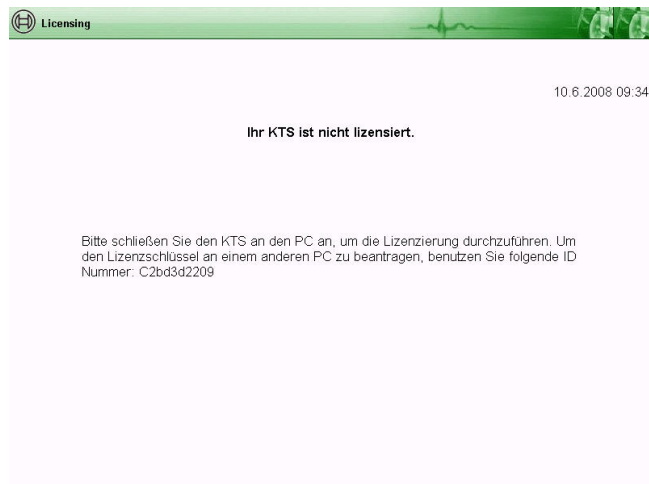 Licensing
10.6.2008 09:34
Ihr KTS ist nicht lizensiert.
Bitte schließen Sie den KTS an den PC an, um die Lizenzierung durchzuführen. Um
den Lizenzschlüssel an einem anderen PC zu beantragen, benutzen Sie folgende ID
Nummer: C2bd3d2209